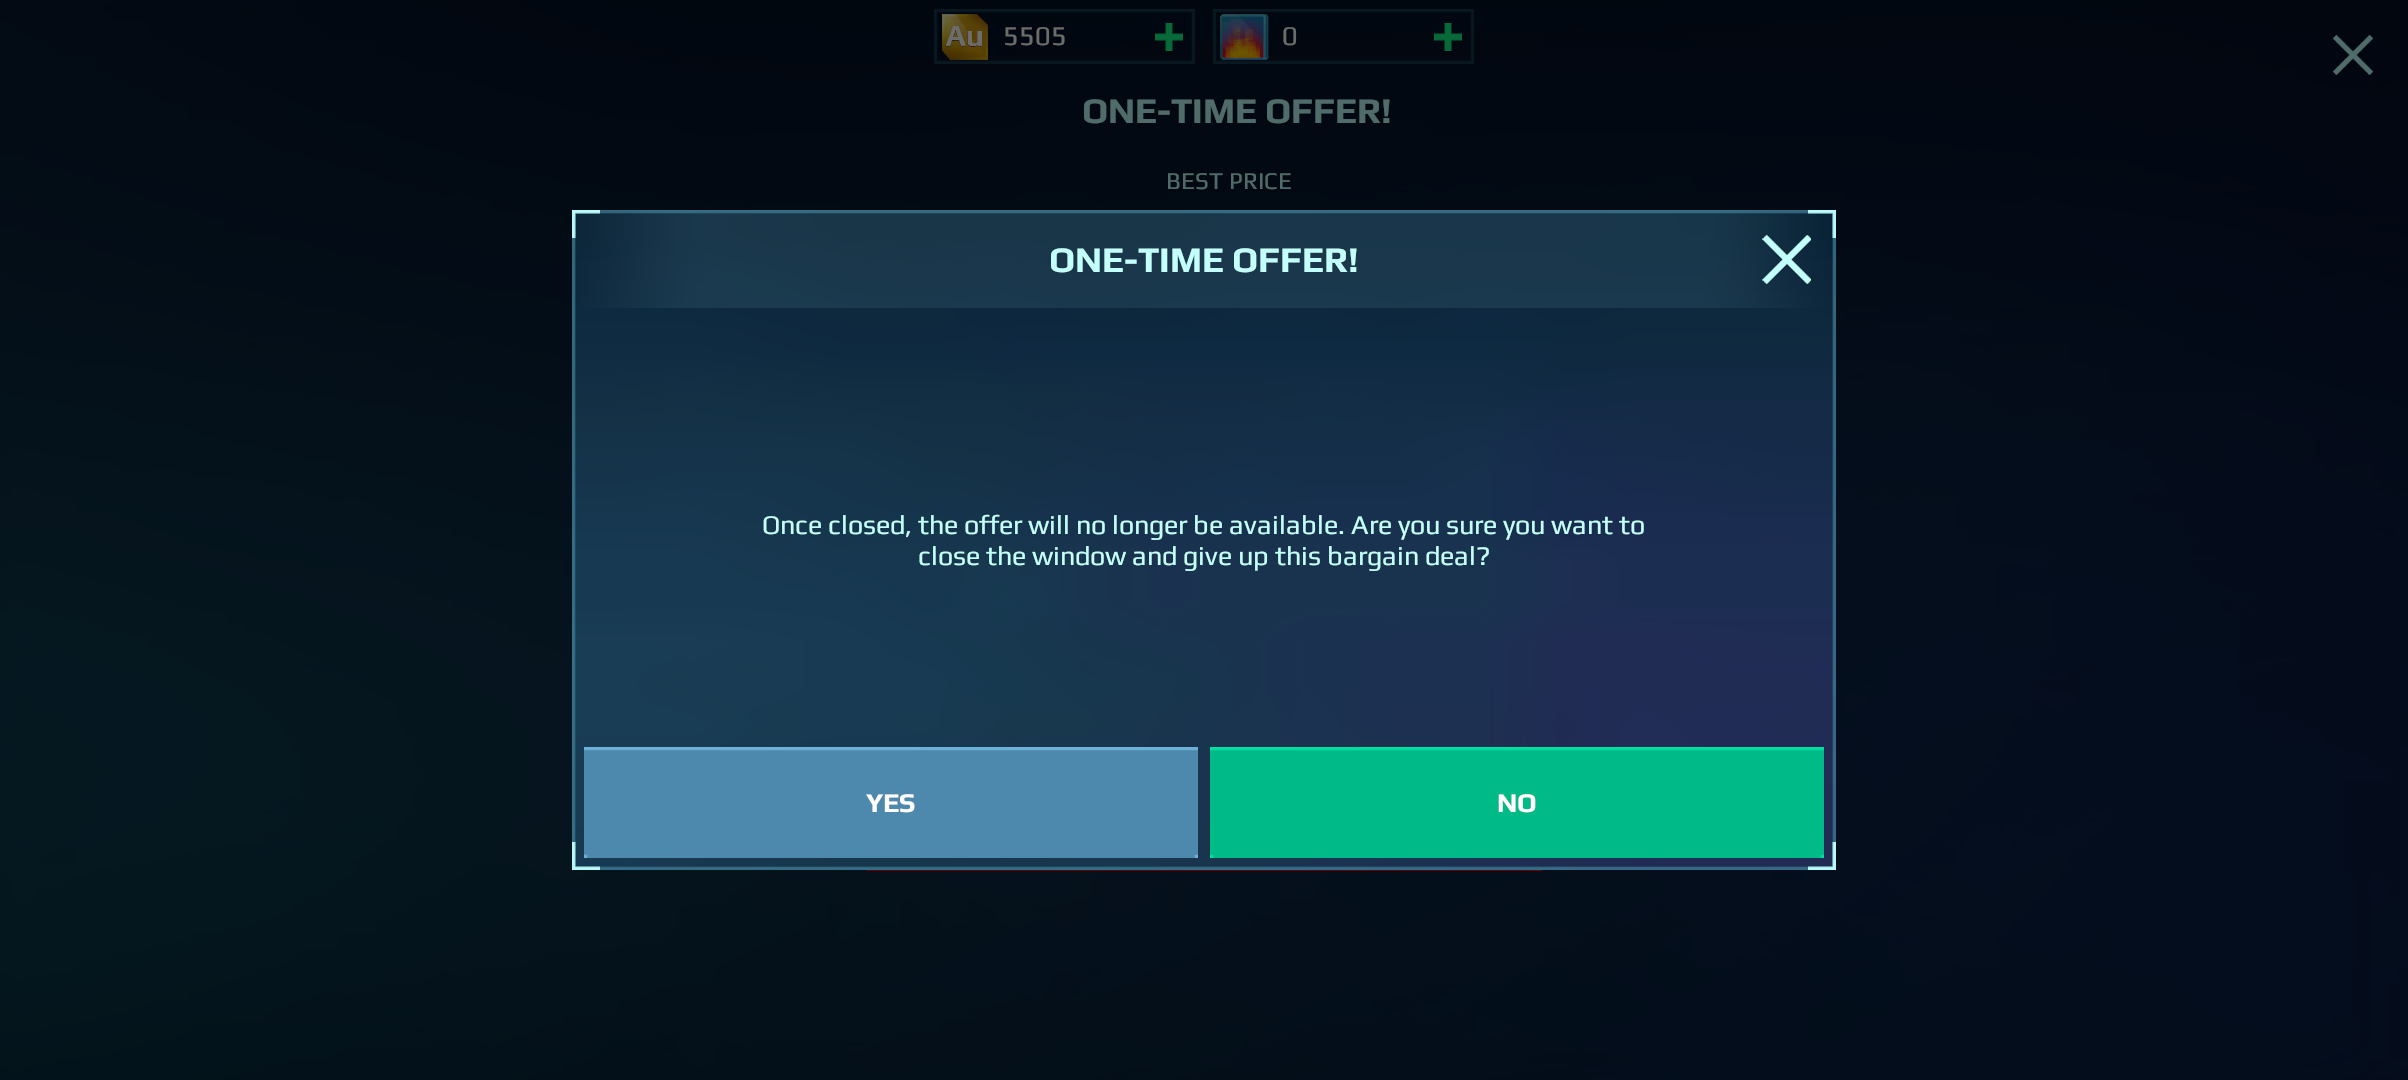 Au 5505 0
ONE-TIME OFFER!
BEST PRICE
ONE-TIME OFFER!
Once closed, the offer will no longer be available. Are you sure you want to
close the window and give up this bargain deal?
YES NO